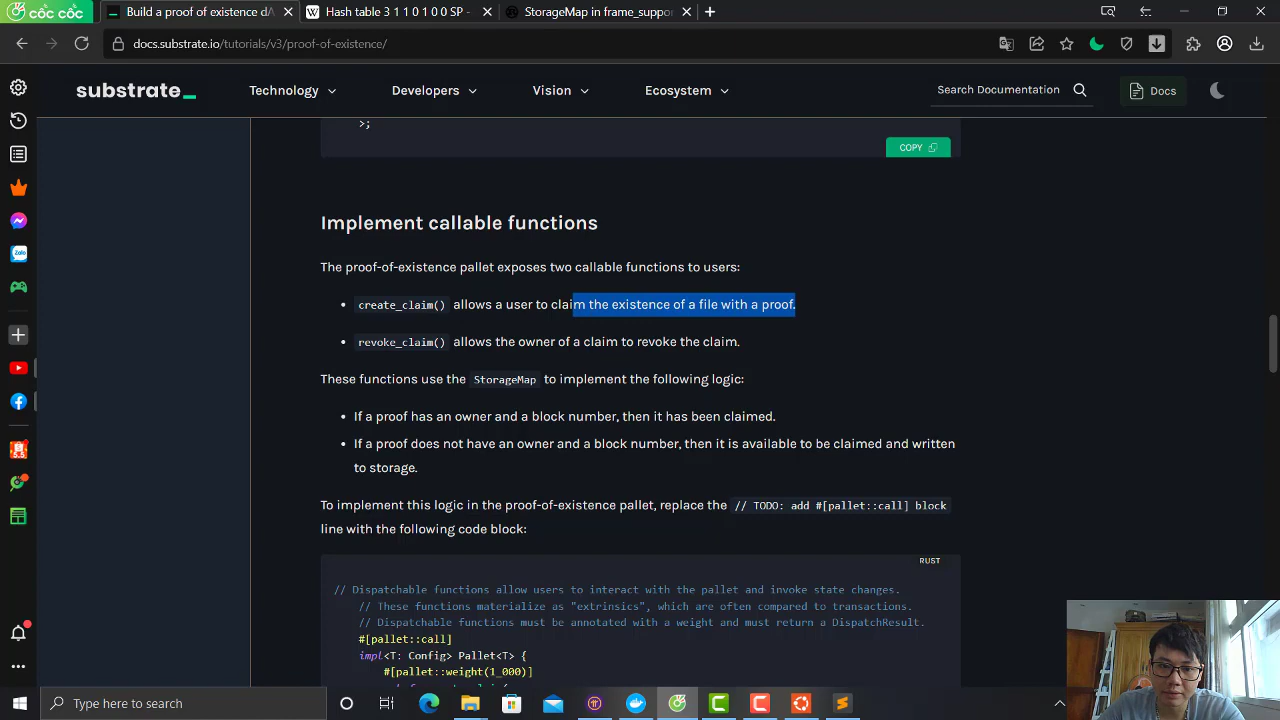 cốc cốc
Build a proof of existence dA
Hash table 3 1 1 0 1 0 0 SP -
StorageMap in frame_suppor
docs.substrate.io/tutorials/v3/proof-of-existence/
substrate_
Technology
Developers
Vision
Ecosystem
Search Documentation
Docs
>;
COPY
Implement callable functions
The proof-of-existence pallet exposes two callable functions to users:
• create_claim() allows a user to claim the existence of a file with a proof.
• revoke_claim() allows the owner of a claim to revoke the claim.
These functions use the StorageMap to implement the following logic:
• If a proof has an owner and a block number, then it has been claimed.
• If a proof does not have an owner and a block number, then it is available to be claimed and written
to storage.
To implement this logic in the proof-of-existence pallet, replace the // TODO: add #[pallet::call] block
line with the following code block:
RUST
// Dispatchable functions allow users to interact with the pallet and invoke state changes.
// These functions materialize as "extrinsics", which are often compared to transactions.
// Dispatchable functions must be annotated with a weight and must return a DispatchResult.
#[pallet::call]
impl<T: Config> Pallet<T> {
#[pallet::weight(1_000)]
Zalo
5.5
Type here to search